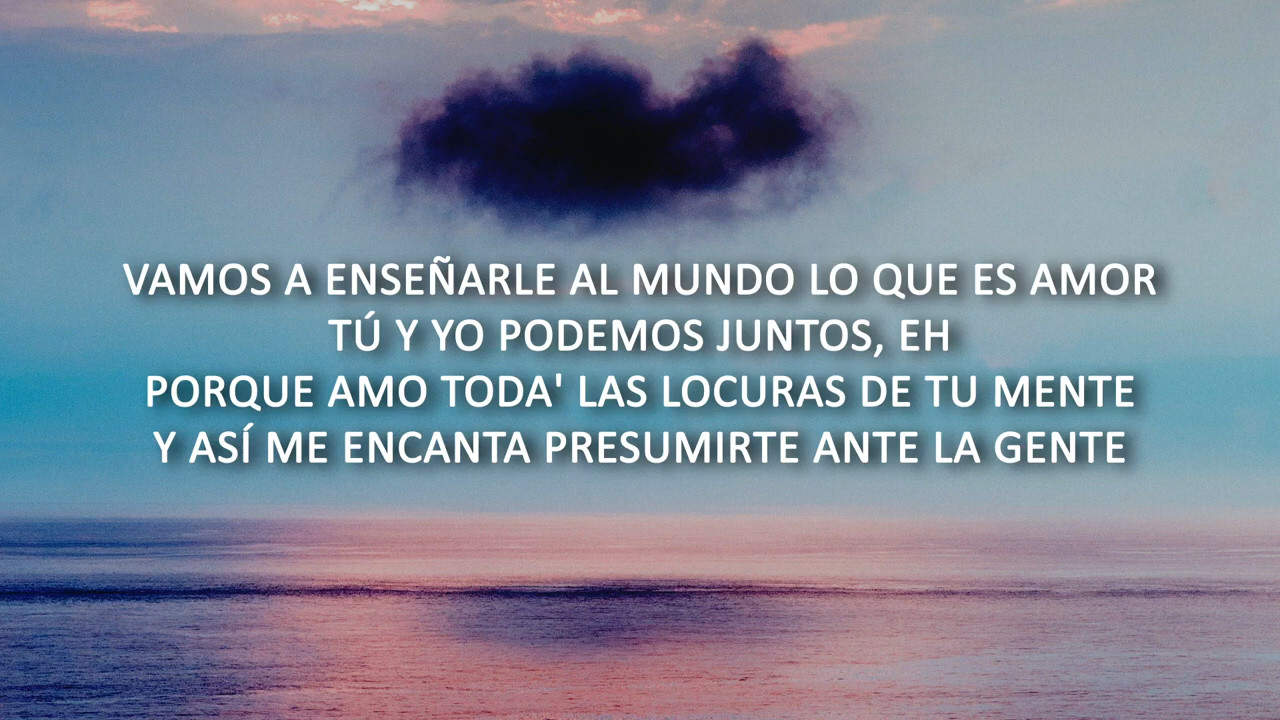 VAMOS A ENSEÑARLE AL MUNDO LO QUE ES AMOR
TÚ Y YO PODEMOS JUNTOS, EH
PORQUE AMO TODA' LAS LOCURAS DE TU MENTE
Y ASÍ ME ENCANTA PRESUMIRTE ANTE LA GENTE